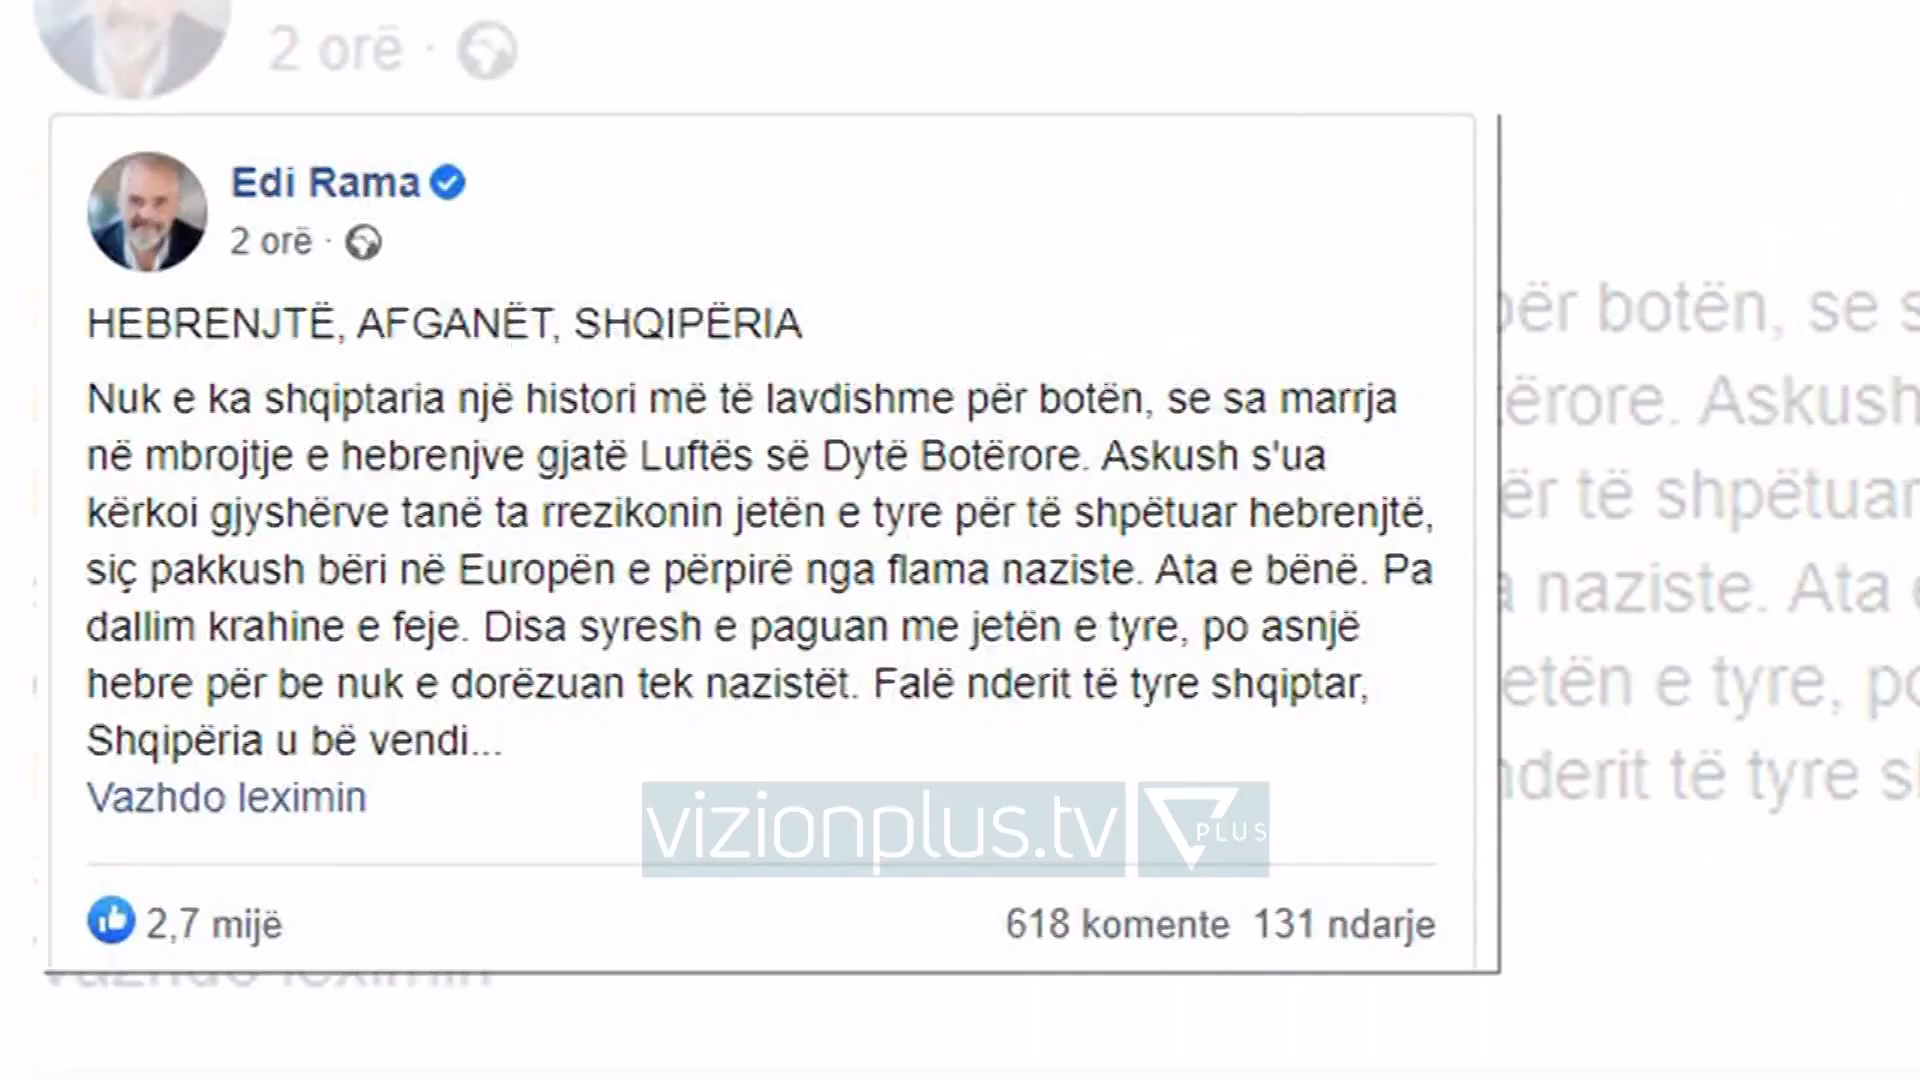 2 orë ·
Edi Rama
2 orë ·
HEBRENJTË, AFGANËT, SHQIPËRIA
Nuk e ka shqiptaria një histori më të lavdishme për botën, se sa marrja
në mbrojtje e hebrenjve gjatë Luftës së Dytë Botërore. Askush s'ua
kërkoi gjyshërve tanë ta rrezikonin jetën e tyre për të shpëtuar hebrenjtë,
siç pakkush bëri në Europën e përpirë nga flama naziste. Ata e bënë. Pa
dallim krahine e feje. Disa syresh e paguan me jetën e tyre, po asnjë
hebre për be nuk e dorëzuan tek nazistët. Falë nderit të tyre shqiptar,
Shqipëria u bë vendi...
Vazhdo leximin
vizionplus.tv PLUS
2,7 mijë 618 komente 131 ndarje
për botën, se
Askush
të shpëtuar
naziste. Ata
e tyre,
nderit të tyre